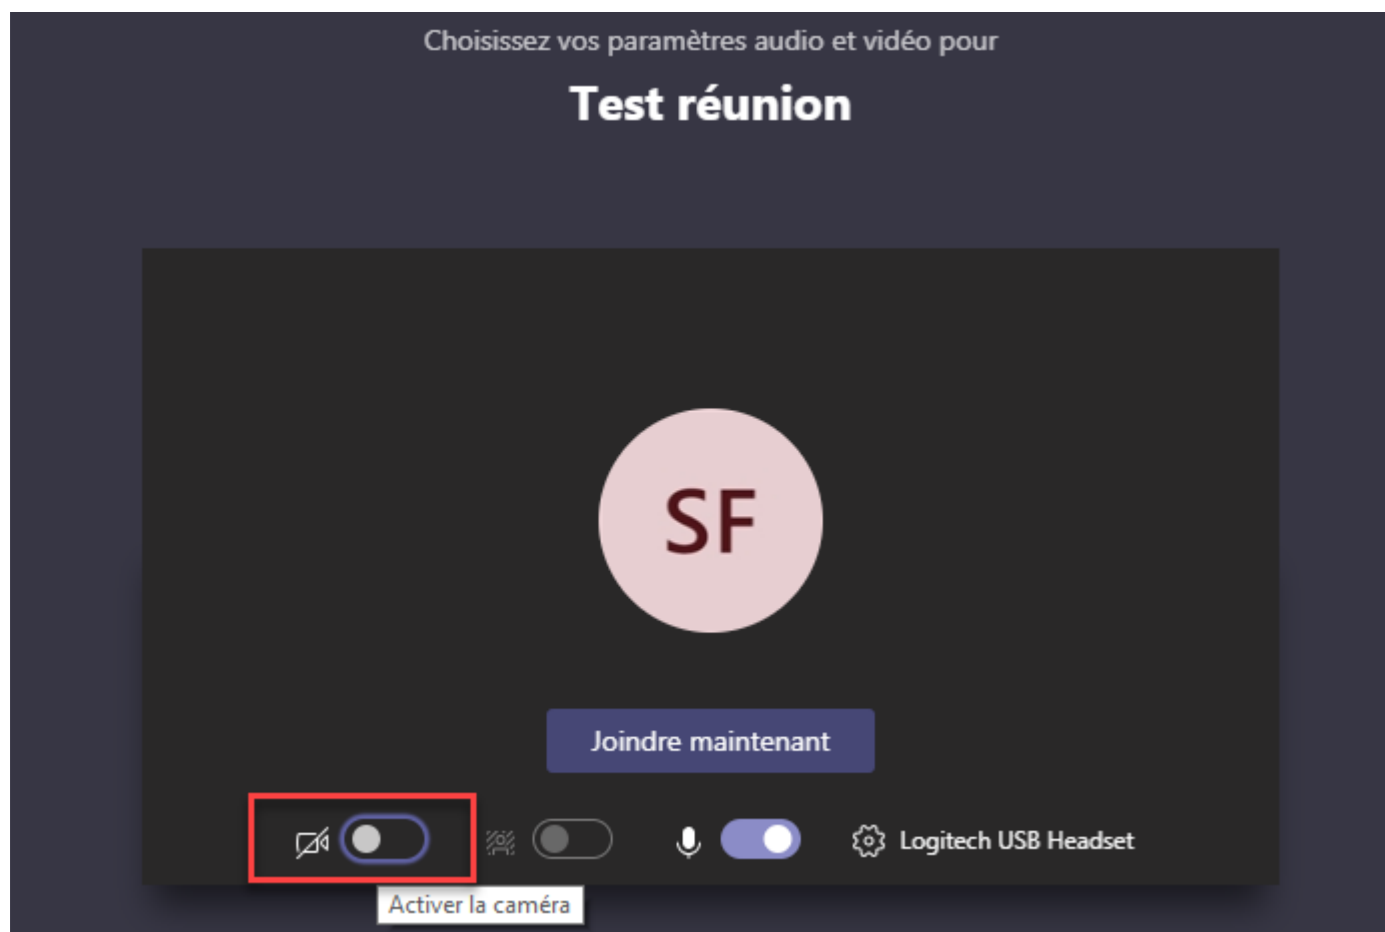 Choisissez vos paramètres audio et vidéo pour
Test réunion
SF
Joindre maintenant
Logitech USB Headset
Activer la caméra